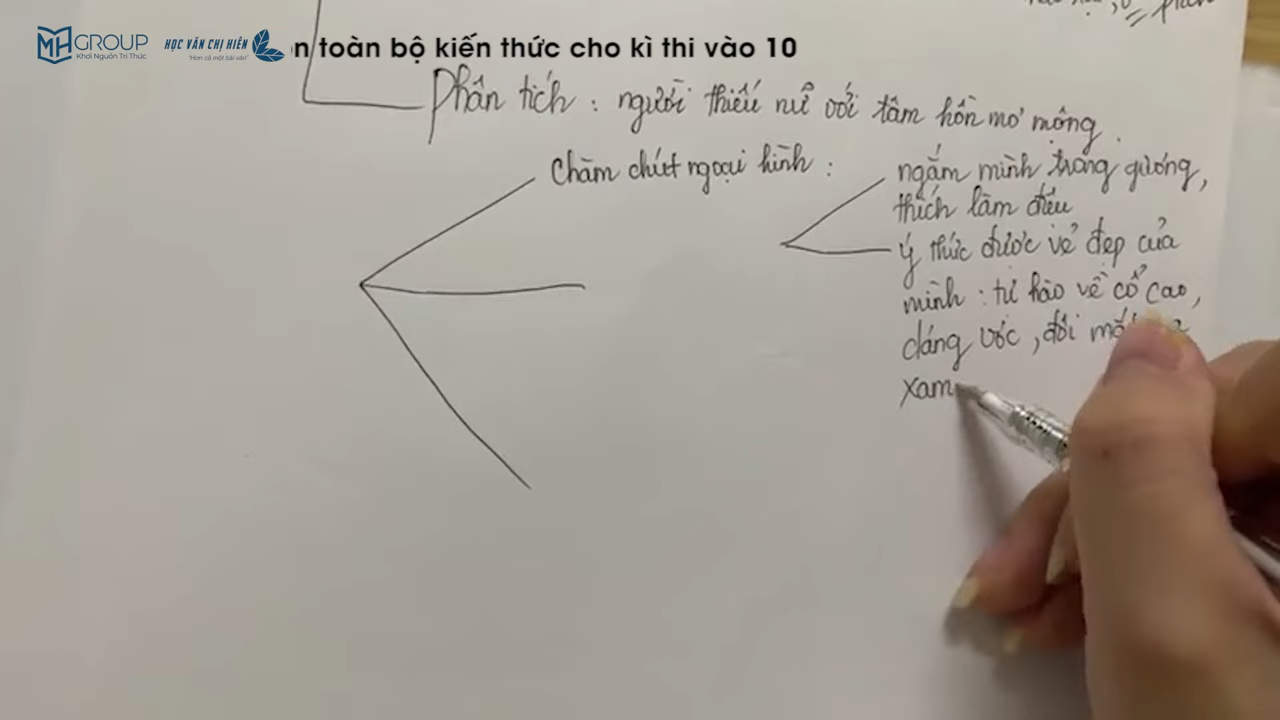 MH GROUP
Khơi Nguồn Tri Thức
HỌC VĂN CHỊ HIÊN
"Hơn cả một bài văn"
n toàn bộ kiến thức cho kì thi vào 10
Phân tích : người thiếu nữ với tâm hồn mơ mộng.
Chăm chút ngoại hình :
ngắm mình trong gương,
thích làm điều
ý thức được vẻ đẹp của
mình : tự hào về cổ cao,
dáng vóc , đôi
xam